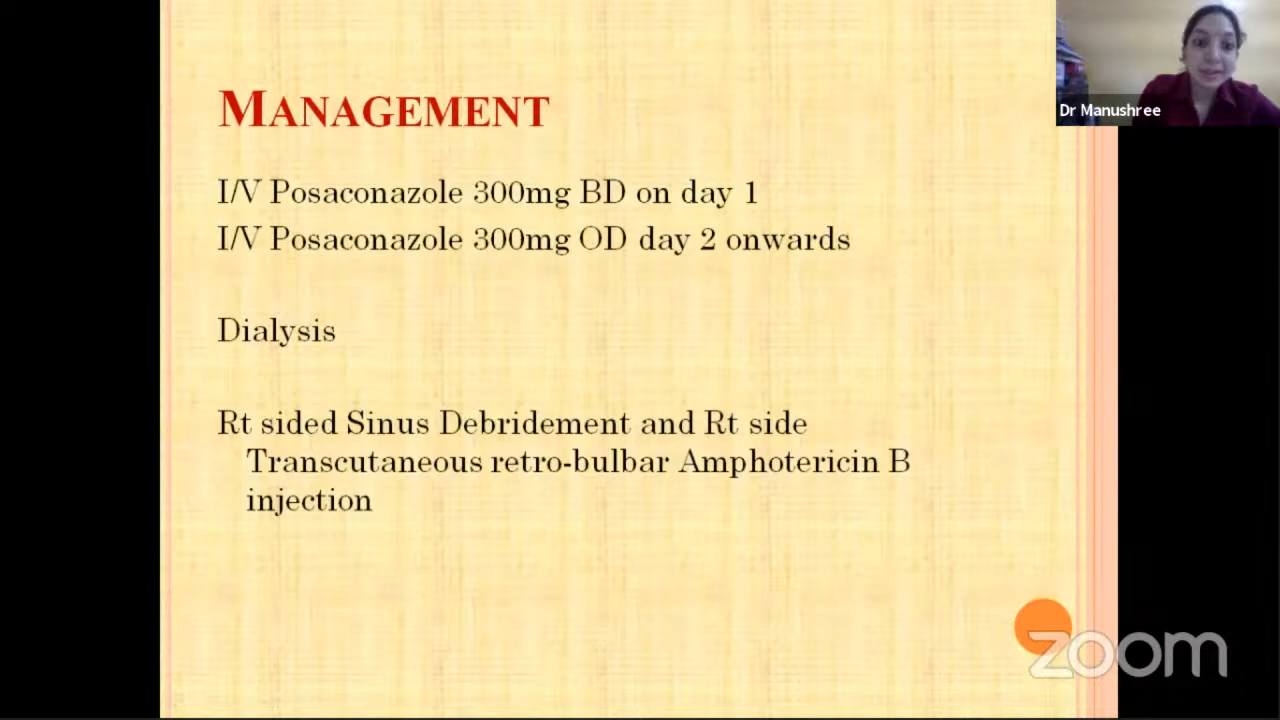 Dr Manushree
MANAGEMENT
I/V Posaconazole 300mg BD on day 1
I/V Posaconazole 300mg OD day 2 onwards
Dialysis
Rt sided Sinus Debridement and Rt side
Transcutaneous retro-bulbar Amphotericin B
injection
zoom